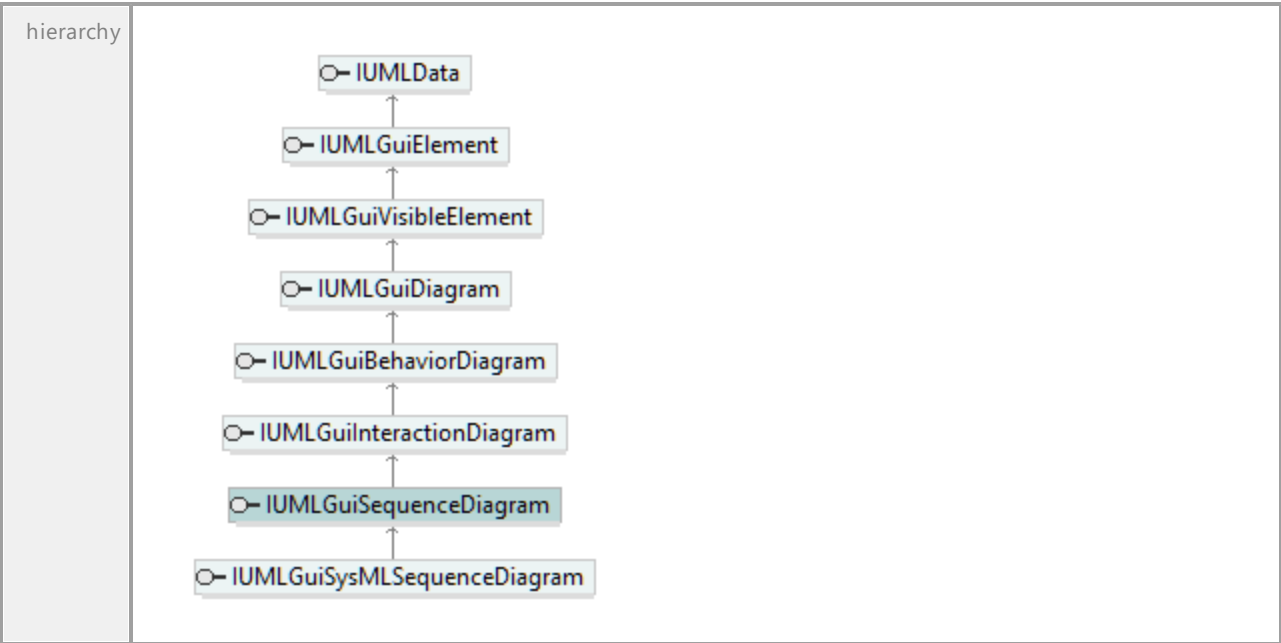 hierarchy
IUMLData
IUMLGuiElement
IUMLGuiVisibleElement
IUMLGuiDiagram
IUMLGuiBehaviorDiagram
IUMLGuiInteractionDiagram
IUMLGuiSequenceDiagram
IUMLGuiSysMLSequenceDiagram